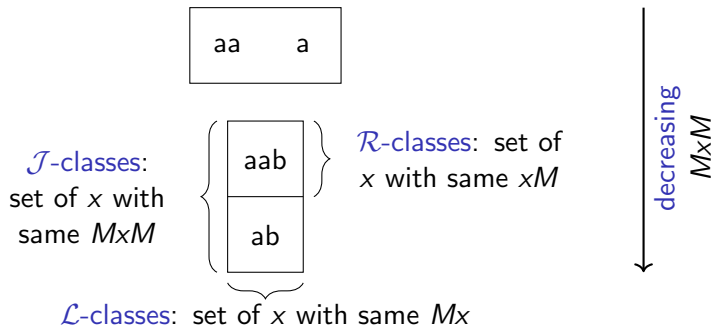 aa a
aab
ab
𝒥-classes:
set of x with
same MxM
ℛ-classes: set of
x with same xM
ℒ-classes: set of x with same Mx
decreasing
MxM